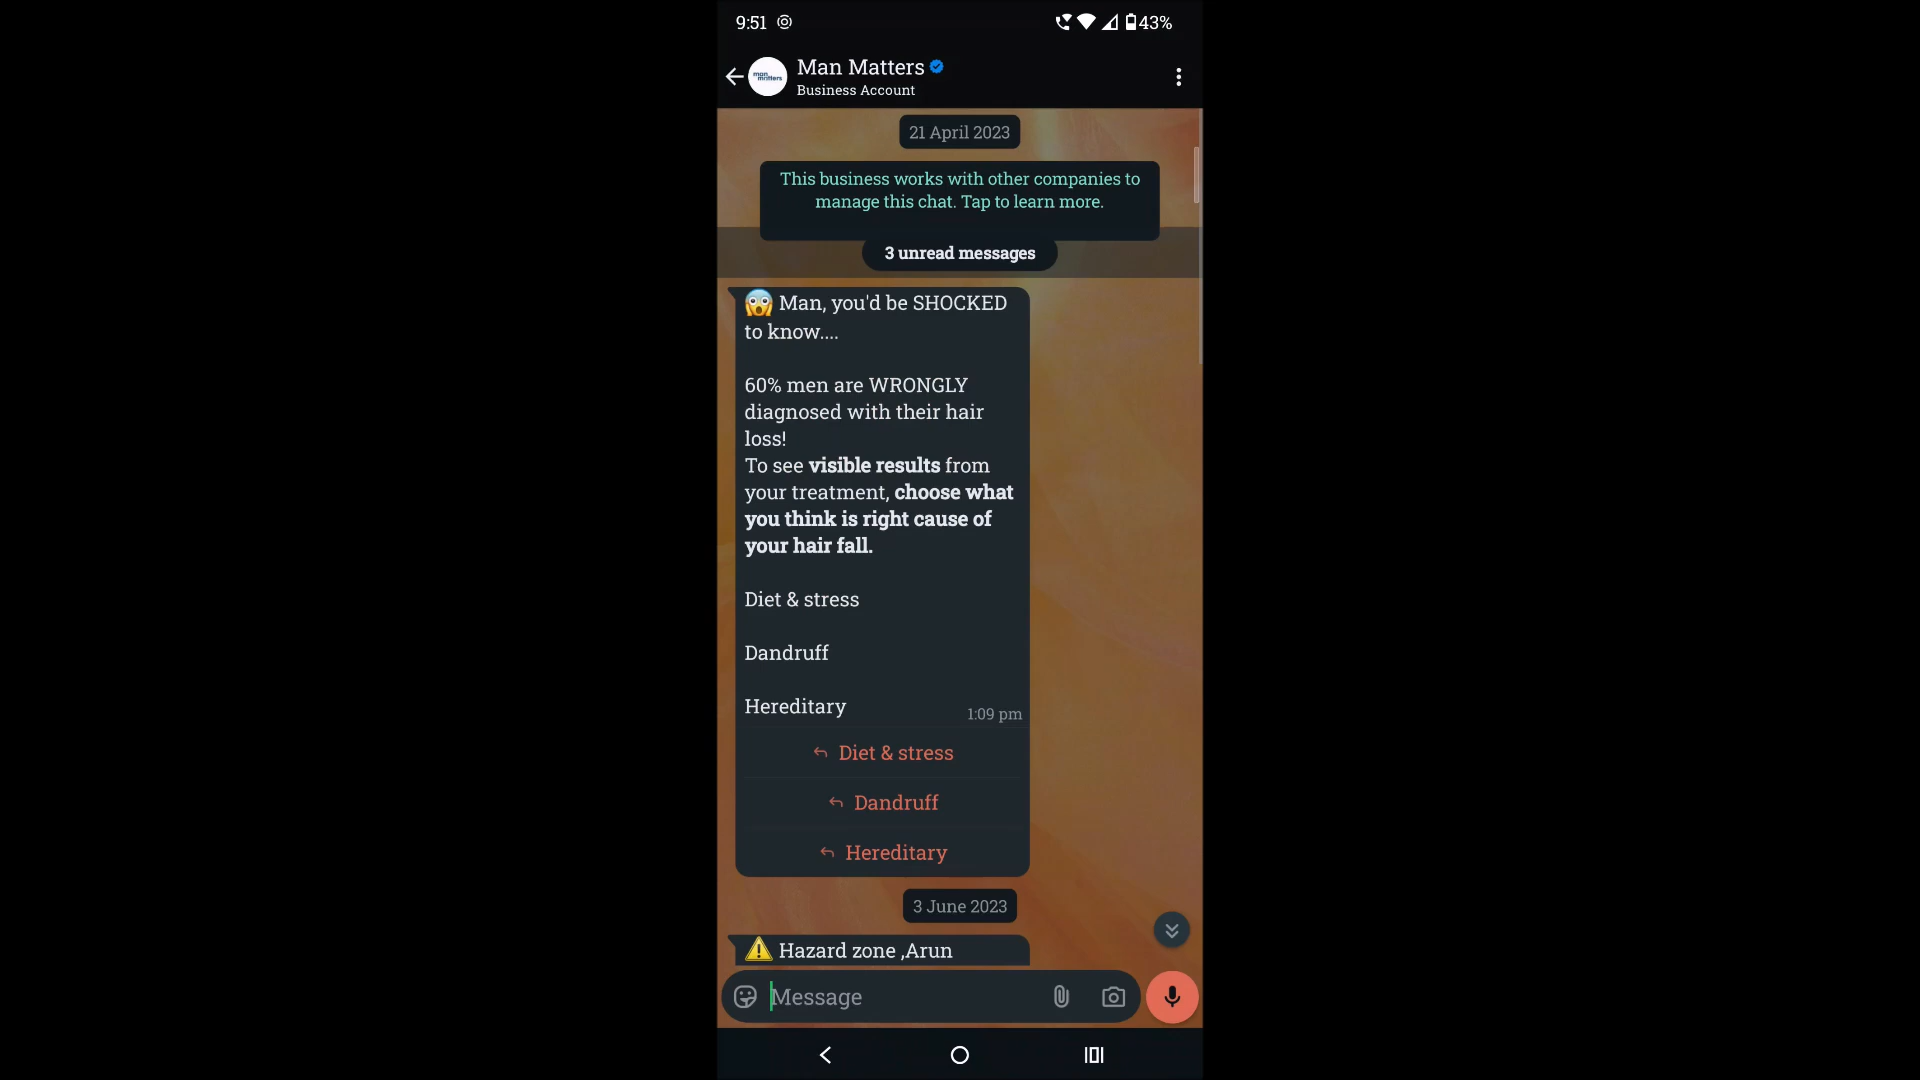 9:51
43%
Man Matters
man matters
Business Account
21 April 2023
This business works with other companies to
manage this chat. Tap to learn more.
3 unread messages
😱 Man, you'd be SHOCKED
to know....
60% men are WRONGLY
diagnosed with their hair
loss!
To see visible results from
your treatment, choose what
you think is right cause of
your hair fall.
Diet & stress
Dandruff
Hereditary
1:09 pm
Diet & stress
Dandruff
Hereditary
3 June 2023
⚠️ Hazard zone ,Arun
Message